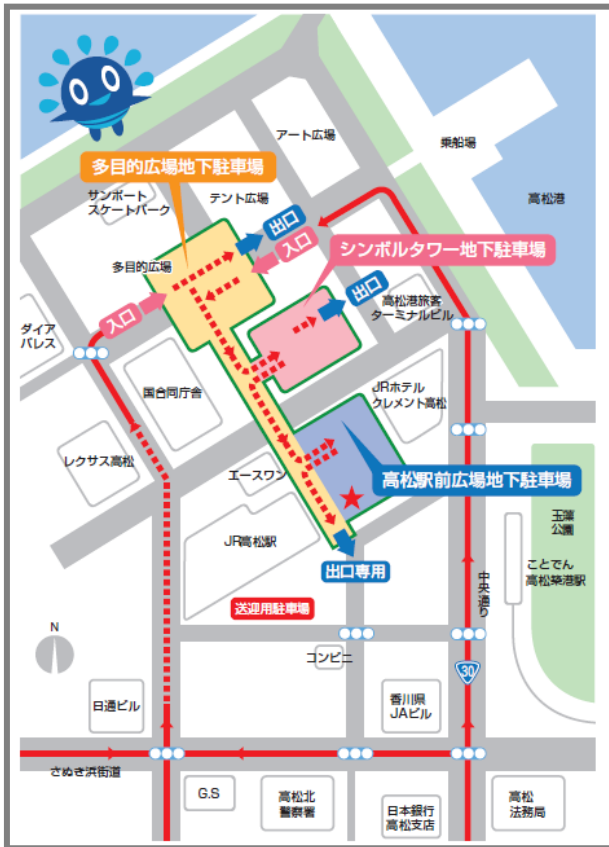 アート広場
乗船場
多目的広場地下駐車場
サンポート
スケートパーク
テント広場
高松港
出口
入口
多目的広場
シンボルタワー地下駐車場
出口
高松港旅客
ターミナルビル
入口
ダイア
パレス
国合同庁舎
JRホテル
クレメント高松
レクサス高松
エースワン
高松駅前広場地下駐車場
玉藻
公園
JR高松駅
ことでん
高松築港駅
出口専用
中央通り
送迎用駐車場
N
コンビニ
30
日通ビル
香川県
JAビル
さぬき浜街道
G.S
高松北
警察署
日本銀行
高松支店
高松
法務局